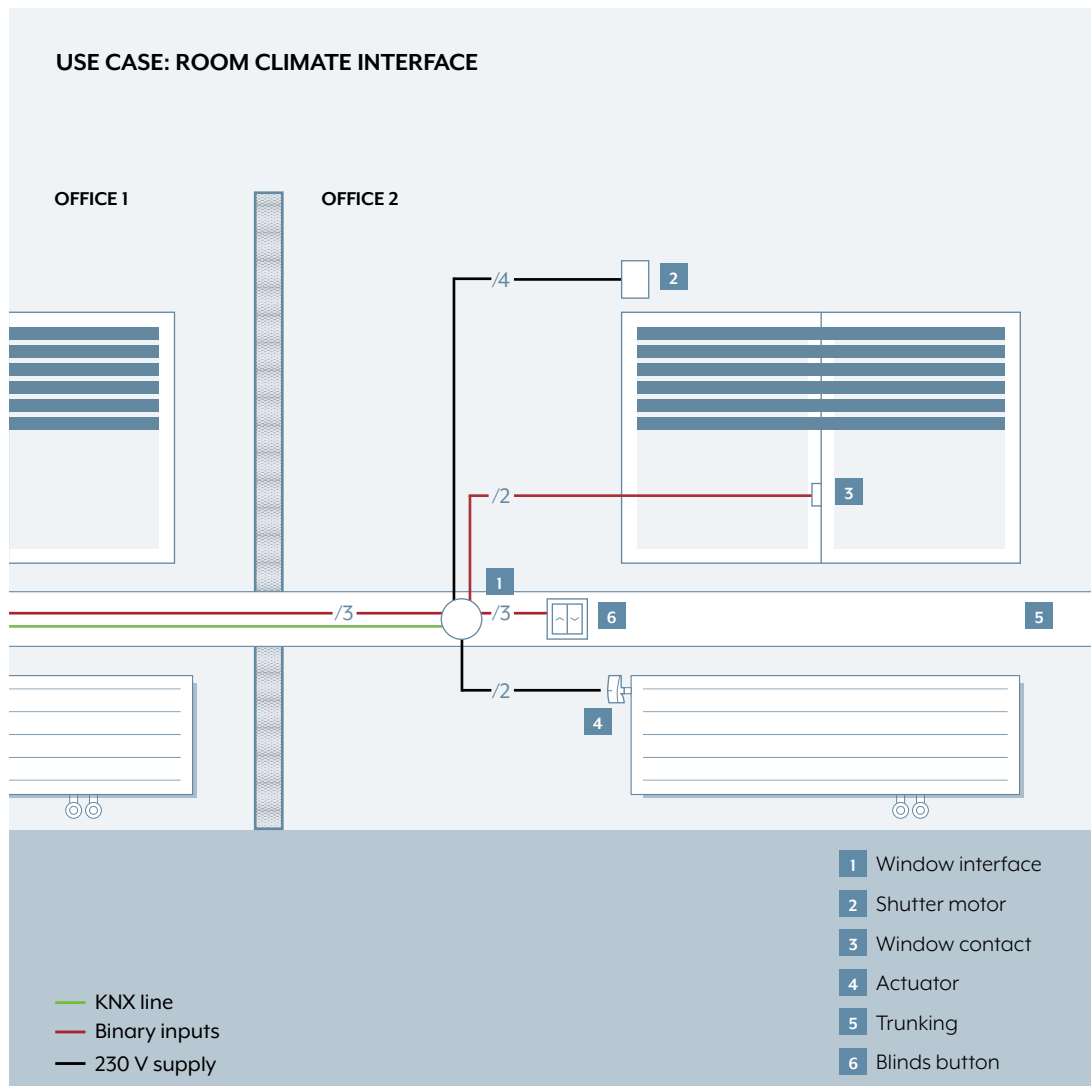 USE CASE: ROOM CLIMATE INTERFACE
OFFICE 1
OFFICE 2
/4
2
/2
3
1
/3
/3
6
5
/2
4
1 Window interface
2 Shutter motor
3 Window contact
4 Actuator
5 Trunking
6 Blinds button
KNX line
Binary inputs
230 V supply